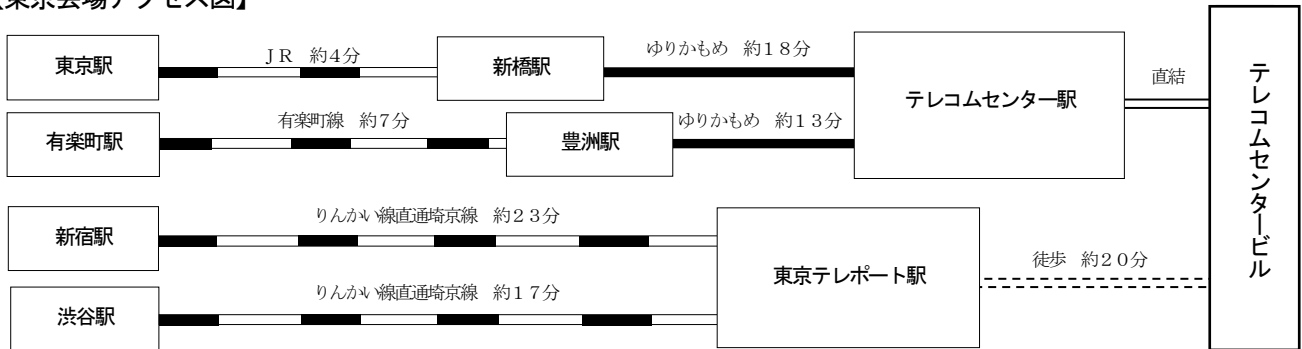 【東京会場アクセス図】
東京駅
ＪＲ　約４分
新橋駅
ゆりかもめ　約１８分
テレコムセンター駅
直結
テレコムセンタービル
有楽町駅
有楽町線　約７分
豊洲駅
ゆりかもめ　約１３分
新宿駅
りんかい線直通埼京線　約２３分
東京テレポート駅
徒歩　約２０分
渋谷駅
りんかい線直通埼京線　約１７分